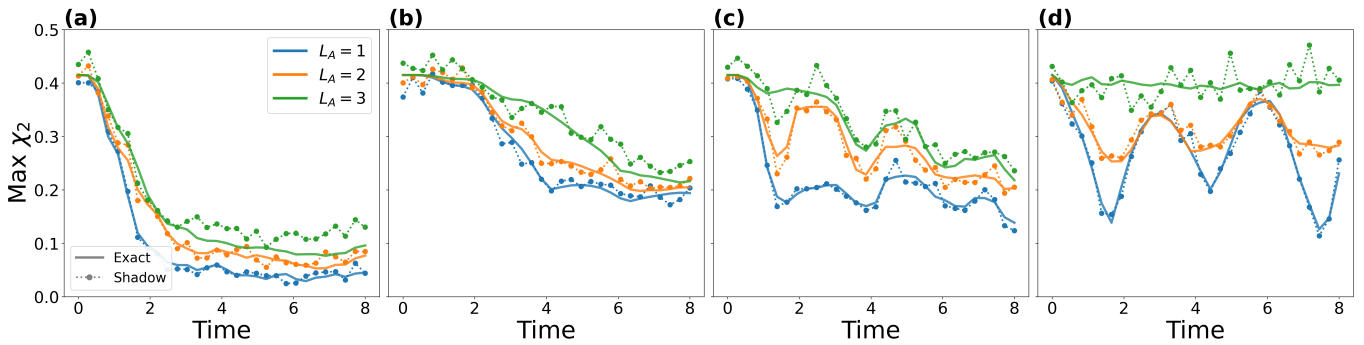 (a) (b) (c) (d)
0.5
0.4
0.3
0.2
0.1
0.0
Max χ₂
L_A = 1
L_A = 2
L_A = 3
Exact
Shadow
0 2 4 6 8 0 2 4 6 8 0 2 4 6 8 0 2 4 6 8
Time Time Time Time